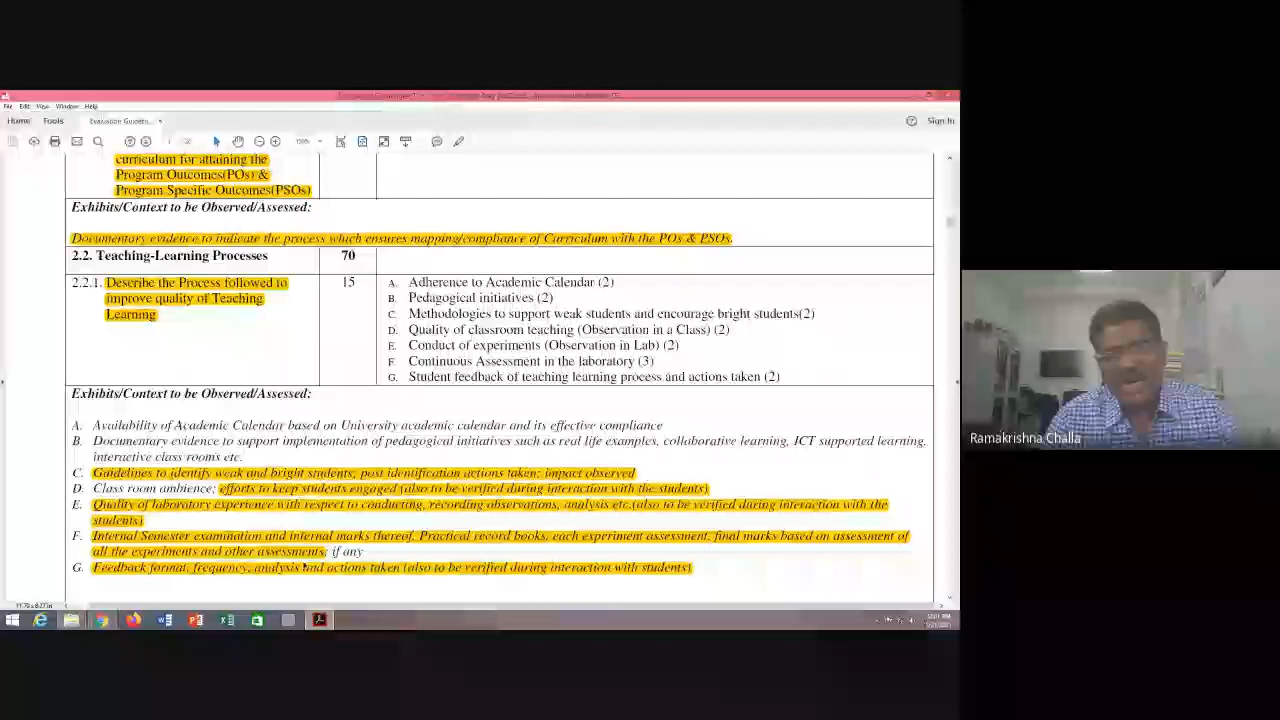 File Edit View Window Help
Home Tools Evaluation Guideln...
Sign In
curriculum for attaining the
Program Outcomes(POs) &
Program Specific Outcomes(PSOs)
Exhibits/Context to be Observed/Assessed:
Documentary evidence to indicate the process which ensures mapping/compliance of Curriculum with the POs & PSOs.
2.2. Teaching-Learning Processes 70
2.2.1. Describe the Process followed to
improve quality of Teaching
Learning
15
A. Adherence to Academic Calendar (2)
B. Pedagogical initiatives (2)
C. Methodologies to support weak students and encourage bright students(2)
D. Quality of classroom teaching (Observation in a Class) (2)
E. Conduct of experiments (Observation in Lab) (2)
F. Continuous Assessment in the laboratory (3)
G. Student feedback of teaching learning process and actions taken (2)
Exhibits/Context to be Observed/Assessed:
A. Availability of Academic Calendar based on University academic calendar and its effective compliance
B. Documentary evidence to support implementation of pedagogical initiatives such as real life examples, collaborative learning, ICT supported learning,
interactive class rooms etc.
C. Guidelines to identify weak and bright students; post identification actions taken; impact observed
D. Class room ambience; efforts to keep students engaged (also to be verified during interaction with the students)
E. Quality of laboratory experience with respect to conducting, recording observations, analysis etc.(also to be verified during interaction with the
students)
F. Internal Semester examination and internal marks thereof, Practical record books, each experiment assessment, final marks based on assessment of
all the experiments and other assessments; if any
G. Feedback format, frequency, analysis and actions taken (also to be verified during interaction with students)
Ramakrishna Challa